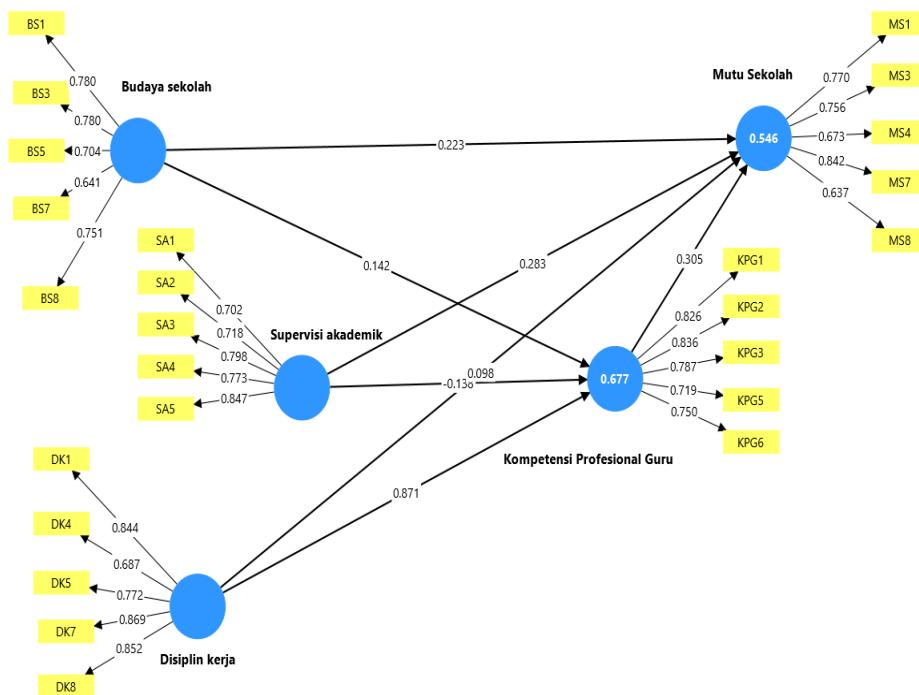 BS1
MS1
Mutu Sekolah
0.780
0.770
Budaya sekolah
BS3
MS3
0.780
0.756
BS5
0.704
0.223
0.546
0.673
MS4
0.641
0.842
BS7
MS7
0.637
0.751
SA1
MS8
BS8
0.142
0.283
0.305
KPG1
SA2
0.702
0.826
KPG2
SA3
0.718
Supervisi akademik
0.836
0.798
KPG3
SA4
0.773
0.098
0.787
0.847
-0.138
0.677
0.719
KPG5
SA5
0.750
KPG6
DK1
Kompetensi Profesional Guru
0.871
DK4
0.844
0.687
DK5
0.772
0.869
DK7
0.852
Disiplin kerja
DK8